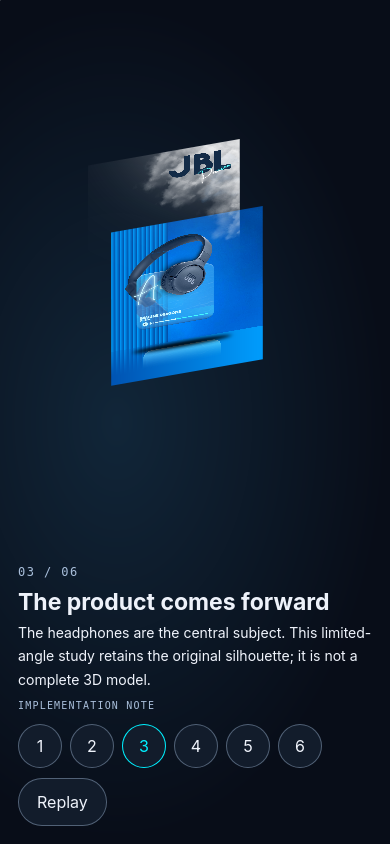 JBL
JBL
03 / 06
The product comes forward
The headphones are the central subject. This limited-
angle study retains the original silhouette; it is not a
complete 3D model.
IMPLEMENTATION NOTE
1 2 3 4 5 6
Replay